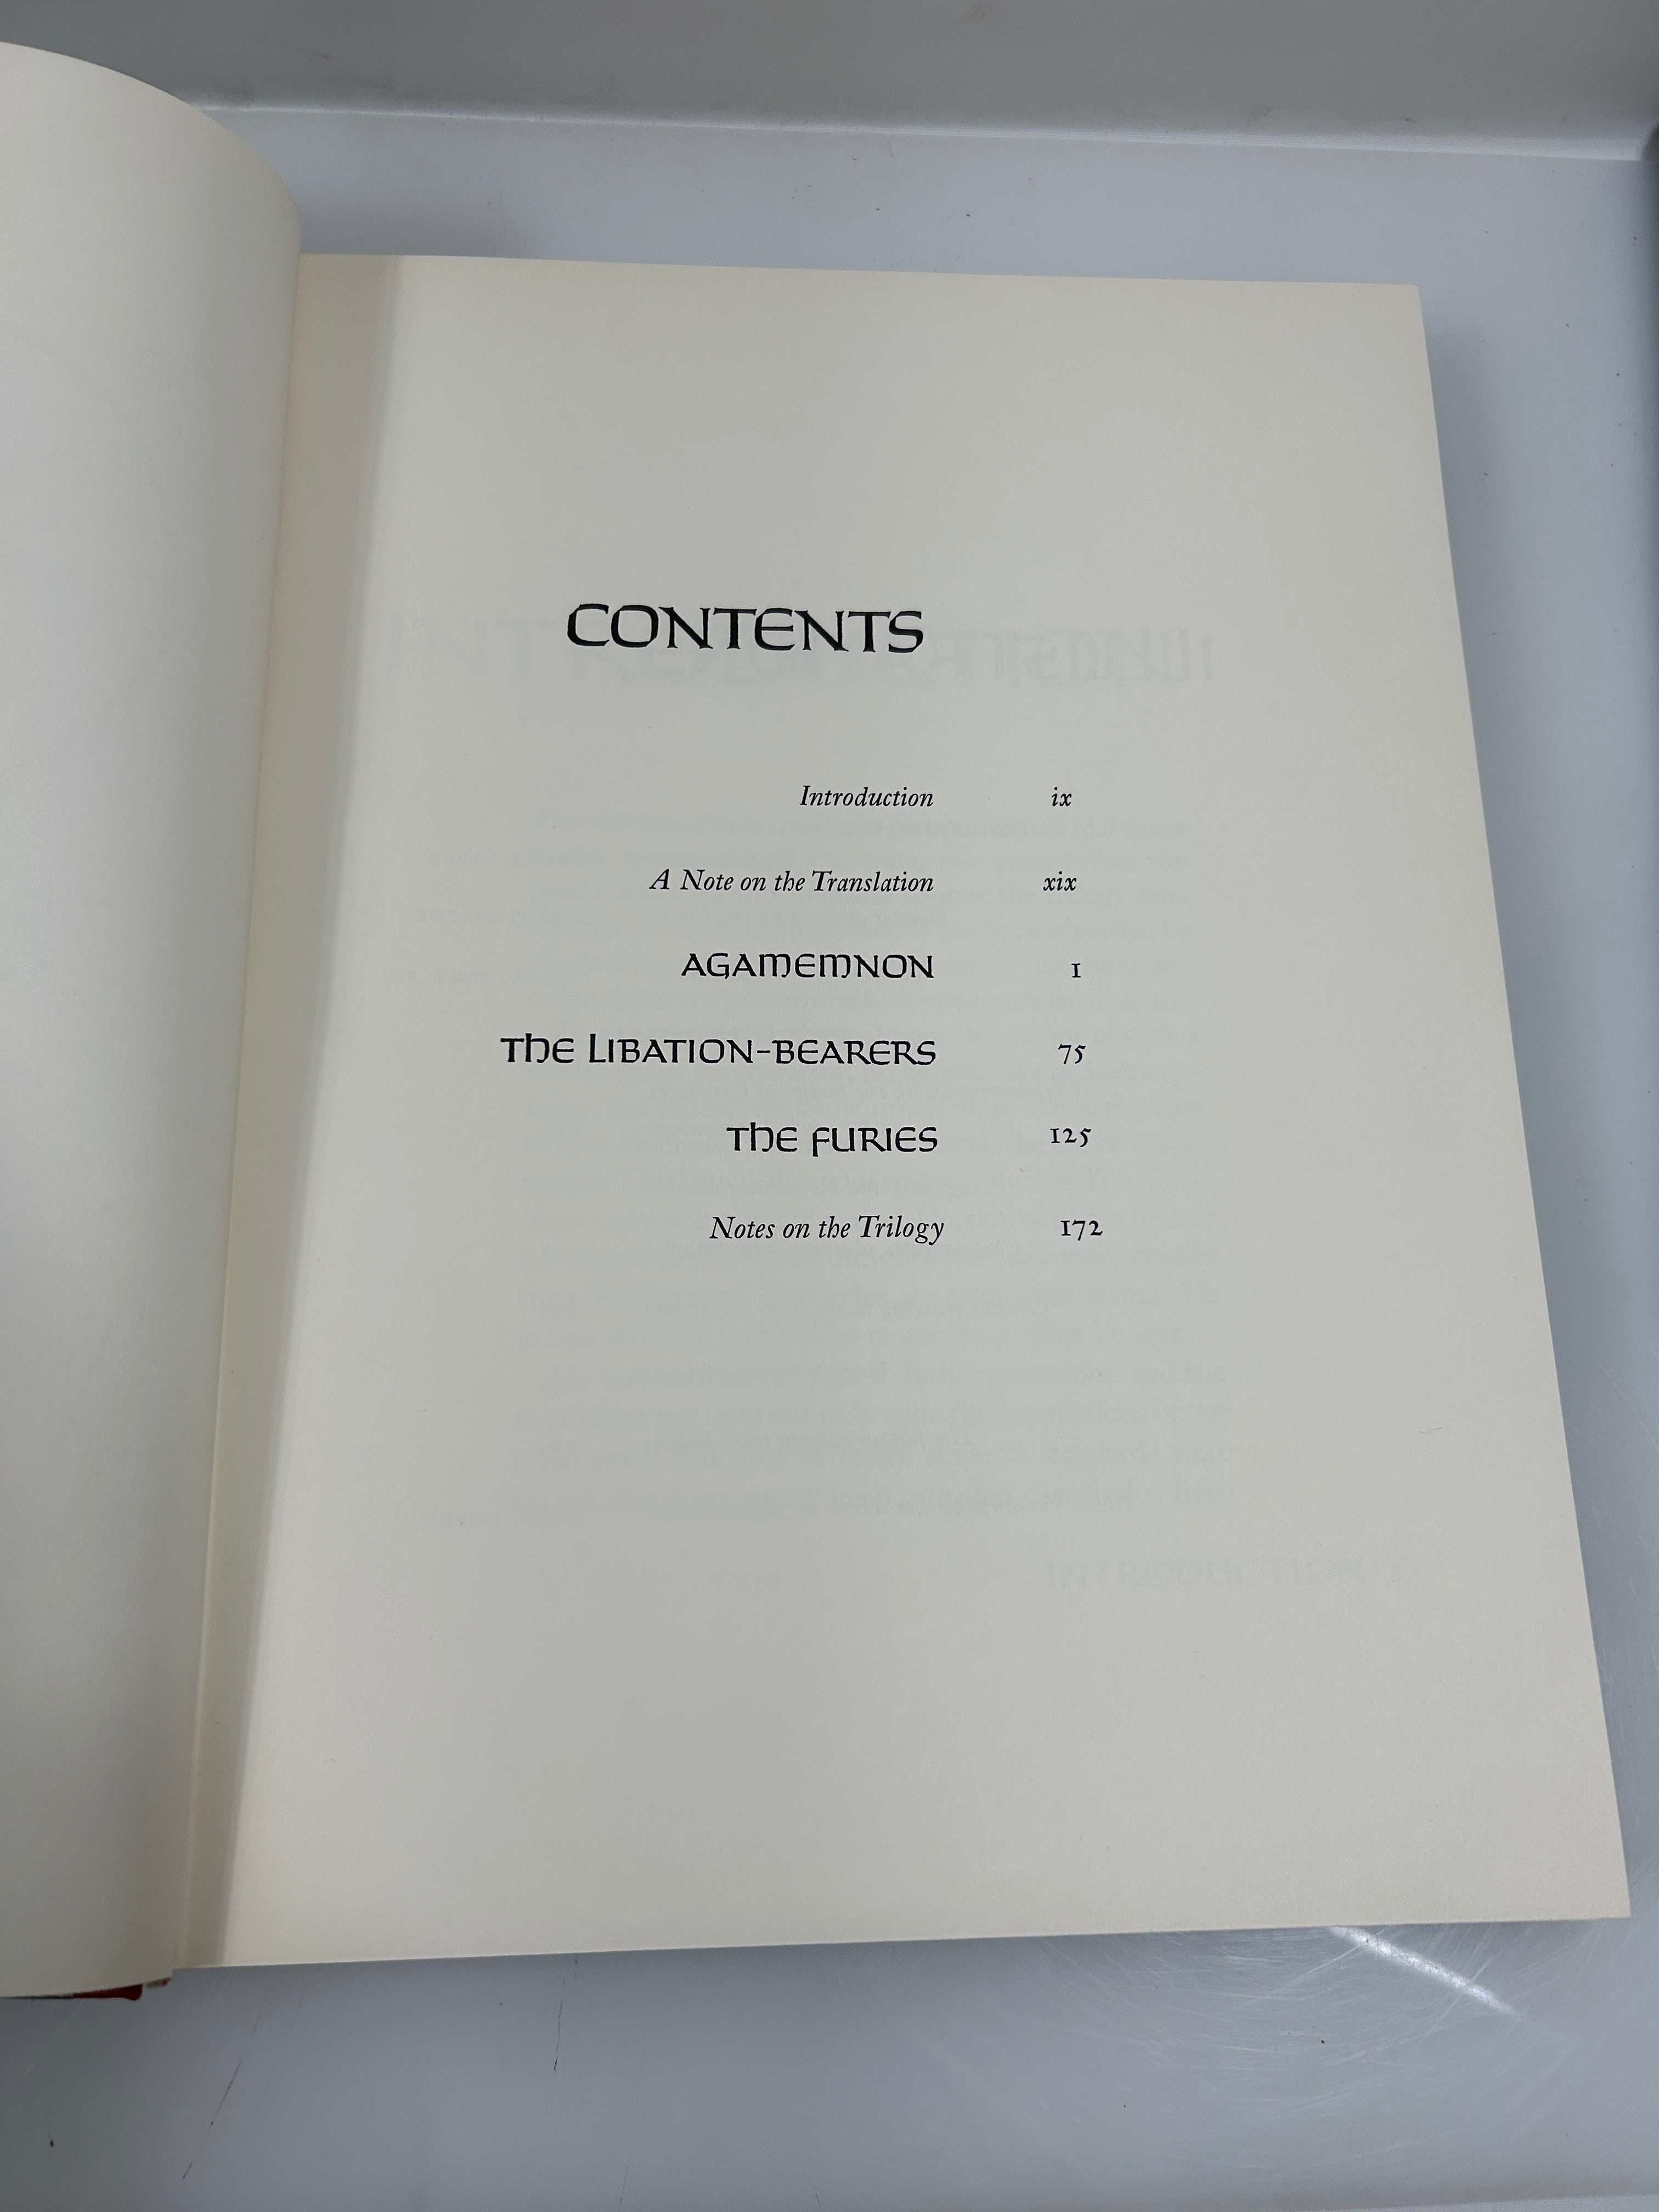 CONTENTS
Introduction ix
A Note on the Translation xix
AGAMEMNON 1
THE LIBATION-BEARERS 75
THE FURIES 125
Notes on the Trilogy 172